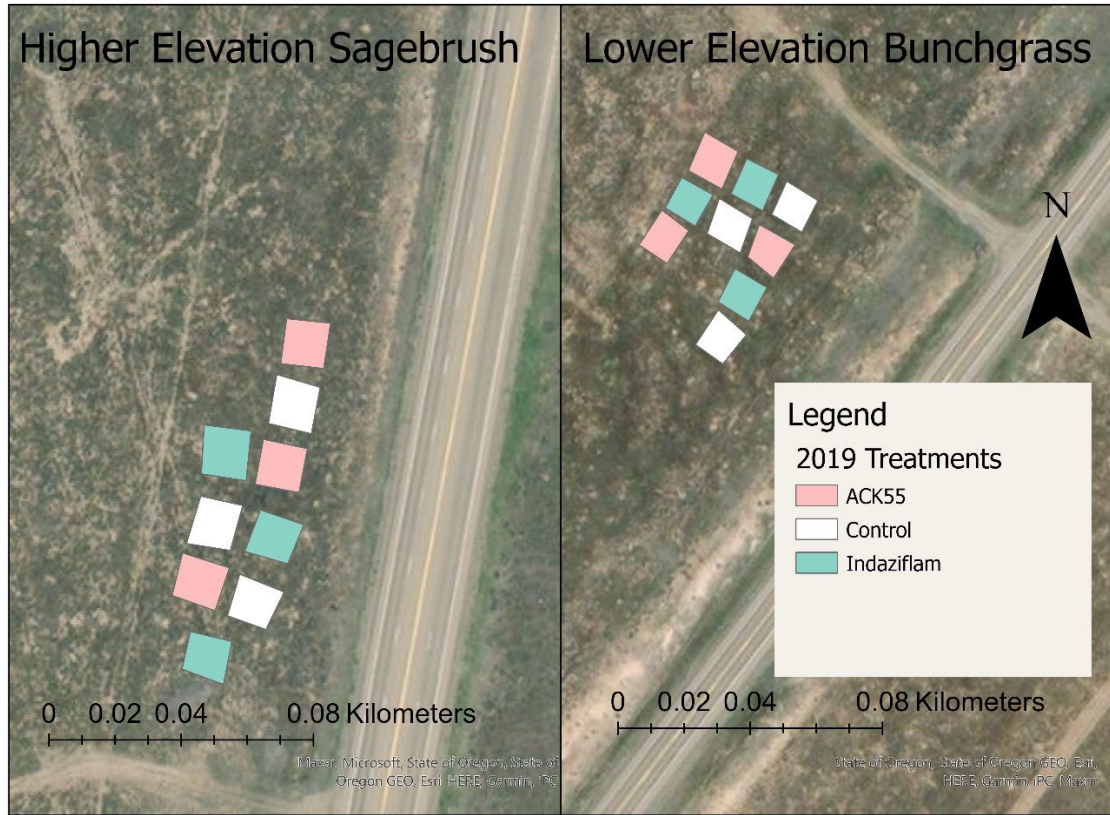 Higher Elevation Sagebrush
Lower Elevation Bunchgrass
N
Legend
2019 Treatments
ACK55
Control
Indaziflam
0 0.02 0.04 0.08 Kilometers
0 0.02 0.04 0.08 Kilometers
Maxar, Microsoft, State of Oregon, State of
Oregon GEO, Esri, HERE, Garmin, iPC
State of Oregon, State of Oregon GEO, Esri,
HERE, Garmin, iPC, Maxar